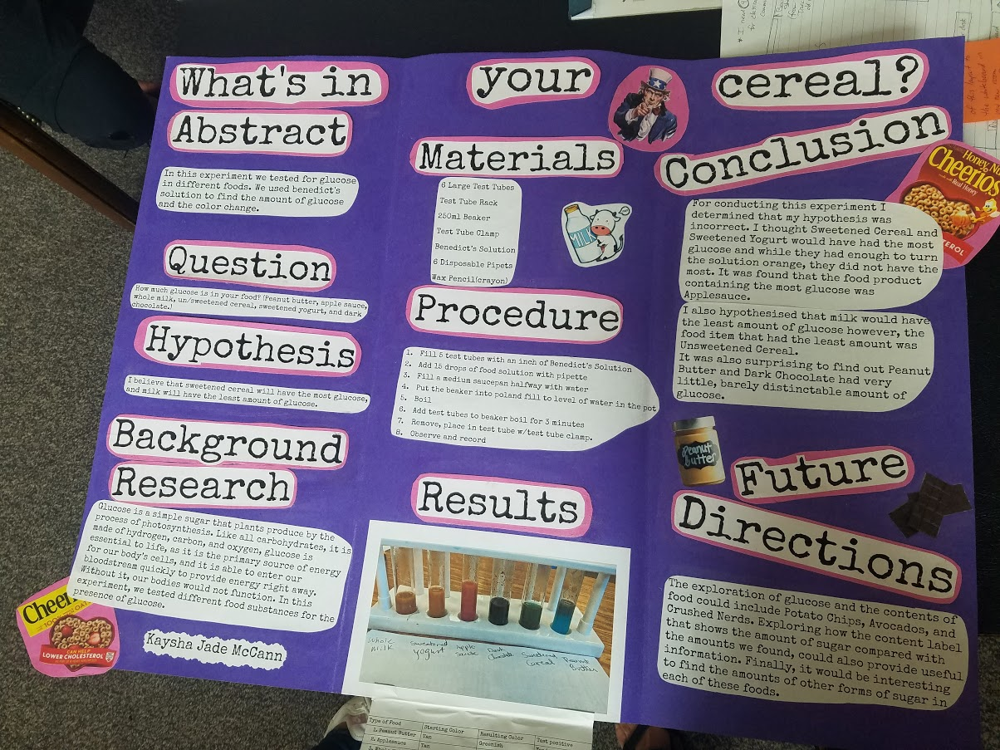 What's in your cereal?
Abstract
In this experiment we tested for glucose
in different foods. We used benedict's
solution to find the amount of glucose
and the color change.
Question
How much glucose is in your food? (Peanut butter, apple sauce,
whole milk, un/sweetened cereal, sweetened yogurt, and dark
chocolate.)
Hypothesis
I believe that sweetened cereal will have the most glucose,
and milk will have the least amount of glucose.
Background
Research
Glucose is a simple sugar that plants produce by the
process of photosynthesis. Like all carbohydrates, it is
made of hydrogen, carbon, and oxygen, glucose is
essential to life, as it is the primary source of energy
for our body's cells, and it is able to enter our
bloodstream quickly to provide energy right away.
Without it, our bodies would not function. In this
experiment, we tested different food substances for the
presence of glucose.
Cheer
100%
CAN HELP
LOWER CHOLESTEROL
Kaysha Jade McCann
Materials
6 Large Test Tubes
Test Tube Rack
250ml Beaker
Test Tube Clamp
Benedict's Solution
6 Disposable Pipets
Wax Pencil(crayon)
MILK
Procedure
1. Fill 5 test tubes with an inch of Benedict's Solution
2. Add 15 drops of food solution with pipette
3. Fill a medium saucepan halfway with water
4. Put the beaker into poland fill to level of water in the pot
5. Boil
6. Add test tubes to beaker boil for 3 minutes
7. Remove, place in test tube w/test tube clamp.
8. Observe and record
Results
Whole Milk
Sweetened Yogurt
Apple Sauce
Dark Chocolate
Sweetened Cereal
Peanut Butter
Type of Food Starting Color Resulting Color Test positive
1. Peanut Butter Tan Greenish
2. Applesauce Tan
Conclusion
Honey Nu
Cheerios
made with Real Honey
EROL
For conducting this experiment I
determined that my hypothesis was
incorrect. I thought Sweetened Cereal and
Sweetened Yogurt would have had the most
glucose and while they had enough to turn
the solution orange, they did not have the
most. It was found that the food product
containing the most glucose was
Applesauce.
I also hypothesised that milk would have
the least amount of glucose however, the
food item that had the least amount was
Unsweetened Cereal.
It was also surprising to find out Peanut
Butter and Dark Chocolate had very
little, barely distinctable amount of
glucose.
Peanut
Butter
Future
Directions
The exploration of glucose and the contents of
food could include Potato Chips, Avocados, and
Crushed Nerds. Exploring how the content label
that shows the amount of sugar compared with
the amounts we found, could also provide useful
information. Finally, it would be interesting
to find the amounts of other forms of sugar in
each of these foods.